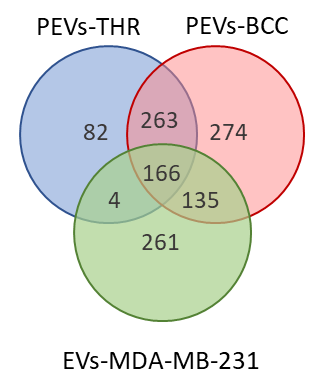 PEVs-THR PEVs-BCC
263
82 274
166
4 135
261
EVs-MDA-MB-231